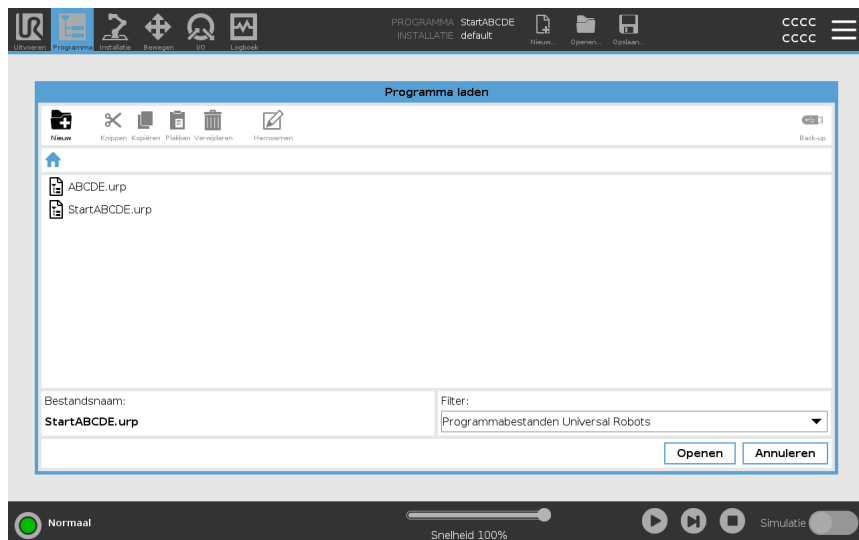 PROGRAMMA StartABCDE
INSTALLATIE default
CCCC
CCCC
UR
Uitvoeren Programma Installatie Bewegen I/O Logboek
Nieuw... Openen... Opslaan...
Programma laden
Nieuw Knippen Kopiëren Plakken Verwijderen Hernoemen Back-up
ABCDE.urp
StartABCDE.urp
Bestandsnaam:
StartABCDE.urp
Filter:
Programmabestanden Universal Robots
Openen Annuleren
Normaal
Snelheid 100%
Simulatie